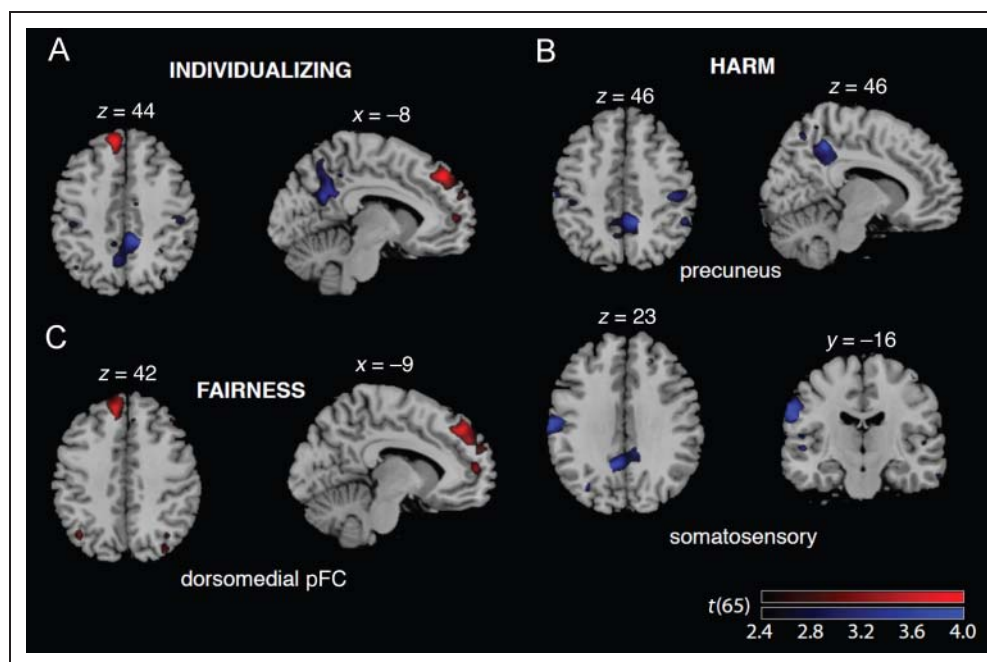 A
INDIVIDUALIZING
z = 44
x = –8
B
HARM
z = 46
z = 46
precuneus
z = 23
y = –16
somatosensory
C
z = 42
FAIRNESS
x = –9
dorsomedial pFC
t(65)
2.4 2.8 3.2 3.6 4.0